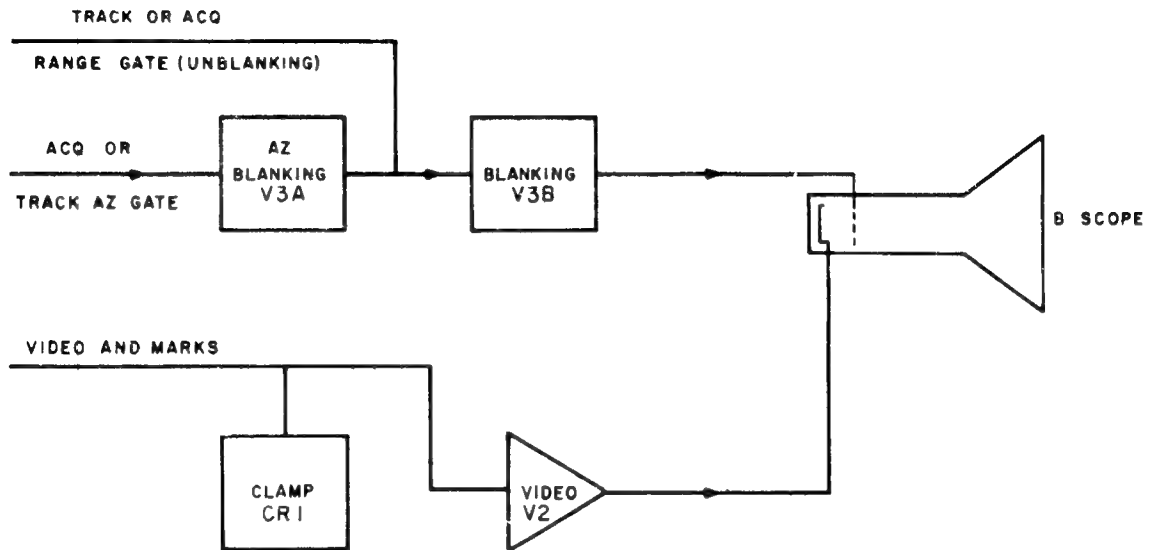 TRACK OR ACQ
RANGE GATE (UNBLANKING)
ACQ OR
TRACK AZ GATE
AZ
BLANKING
V3A
BLANKING
V3B
B SCOPE
VIDEO AND MARKS
CLAMP
CR1
VIDEO
V2